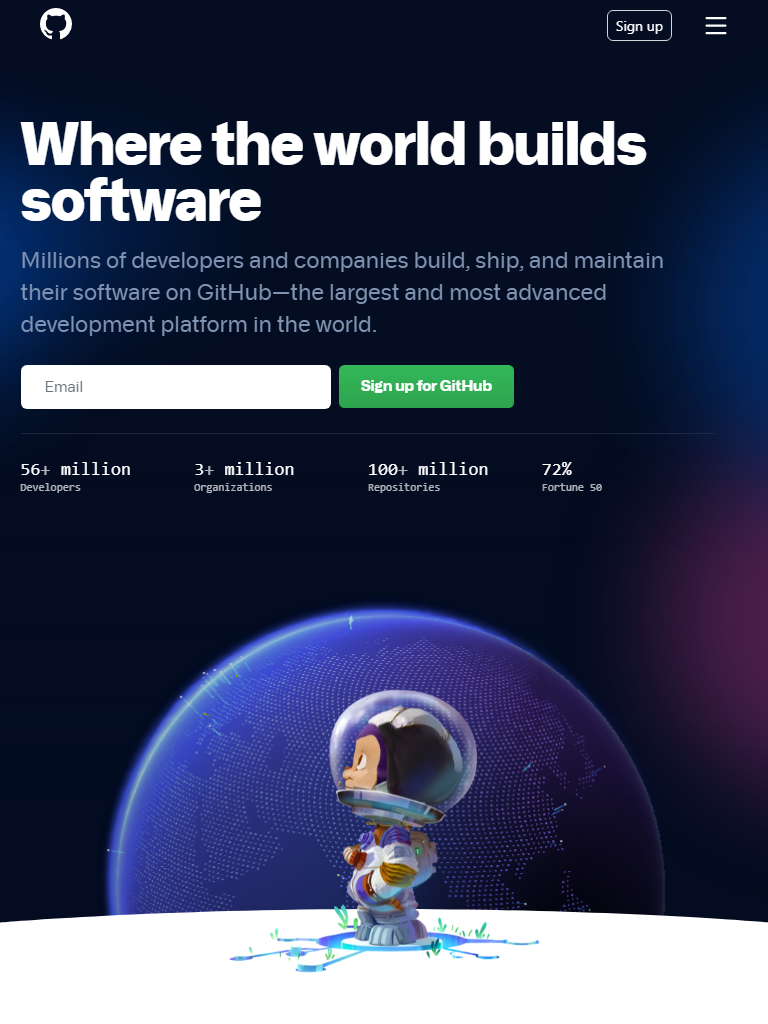 Sign up
Where the world builds
software
Millions of developers and companies build, ship, and maintain
their software on GitHub—the largest and most advanced
development platform in the world.
Email
Sign up for GitHub
56+ million
Developers
3+ million
Organizations
100+ million
Repositories
72%
Fortune 50